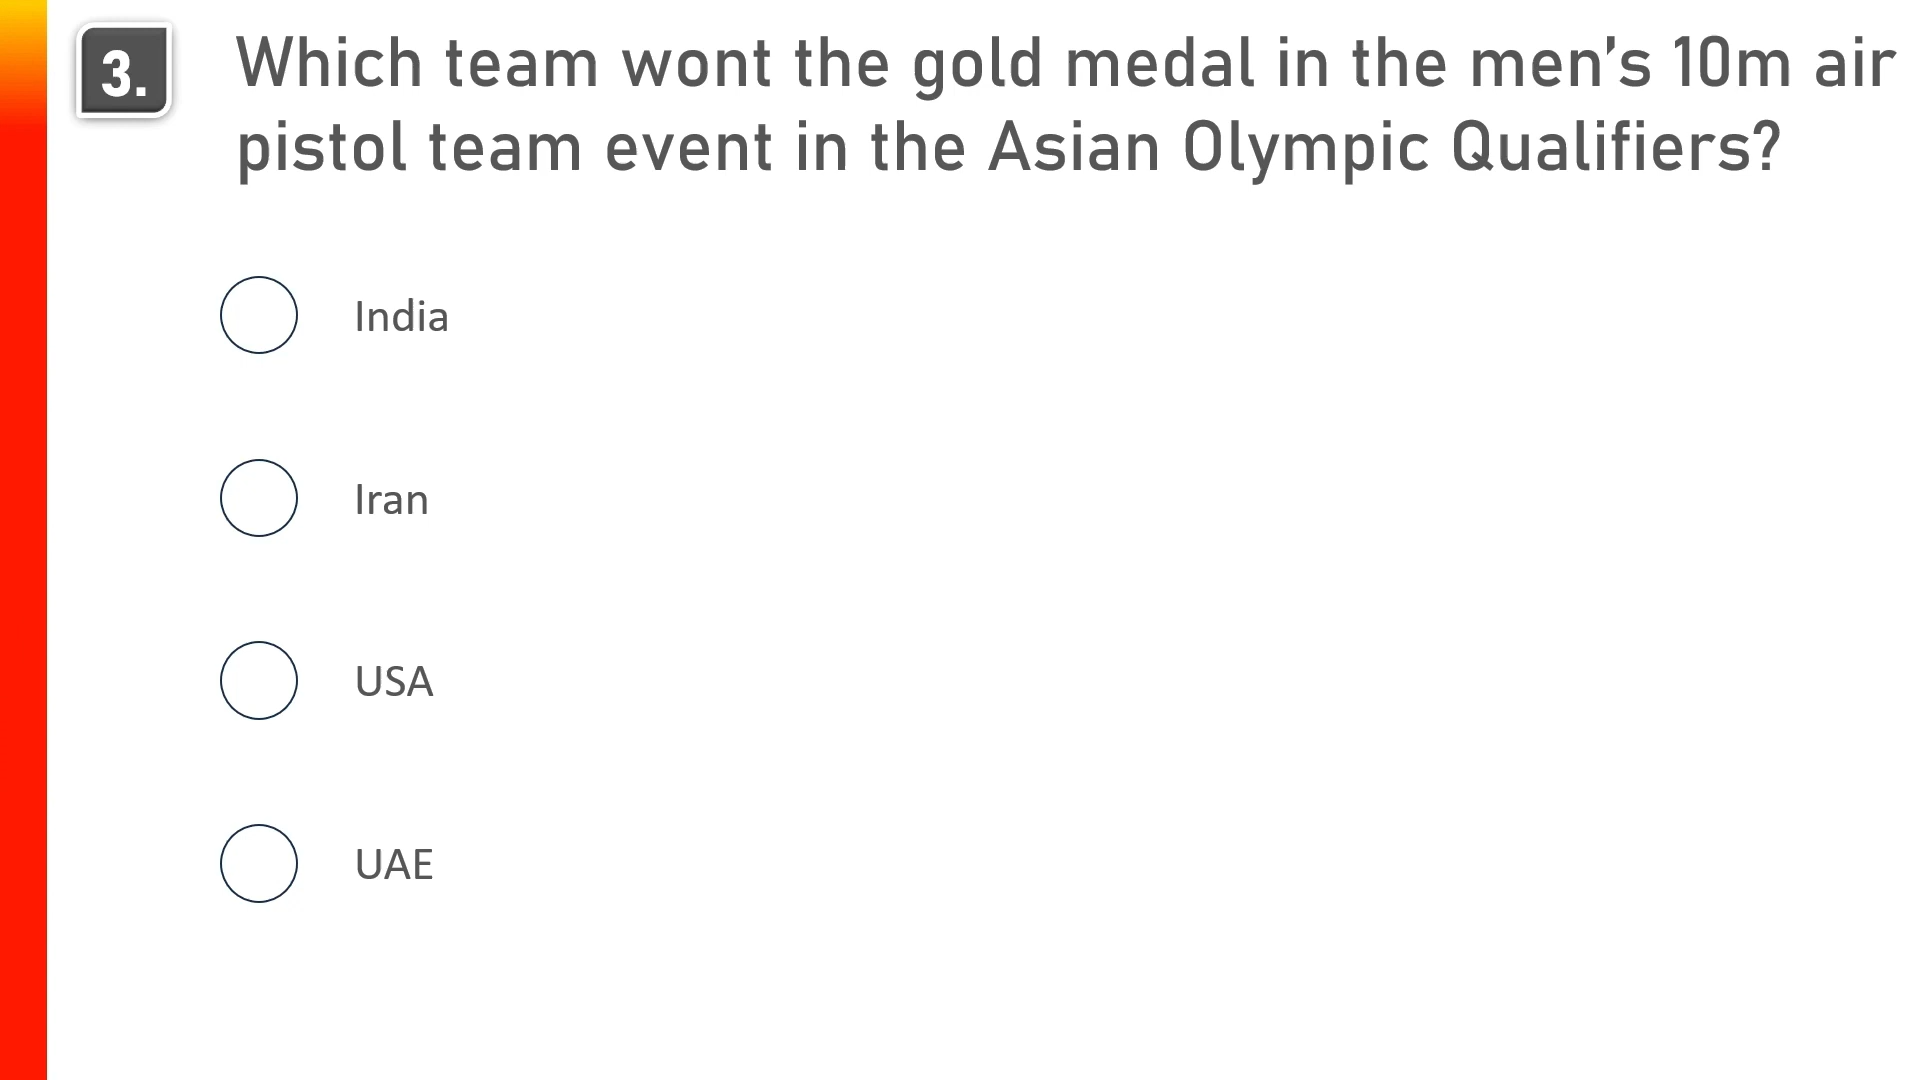 3. Which team wont the gold medal in the men's 10m air
pistol team event in the Asian Olympic Qualifiers?
India
Iran
USA
UAE